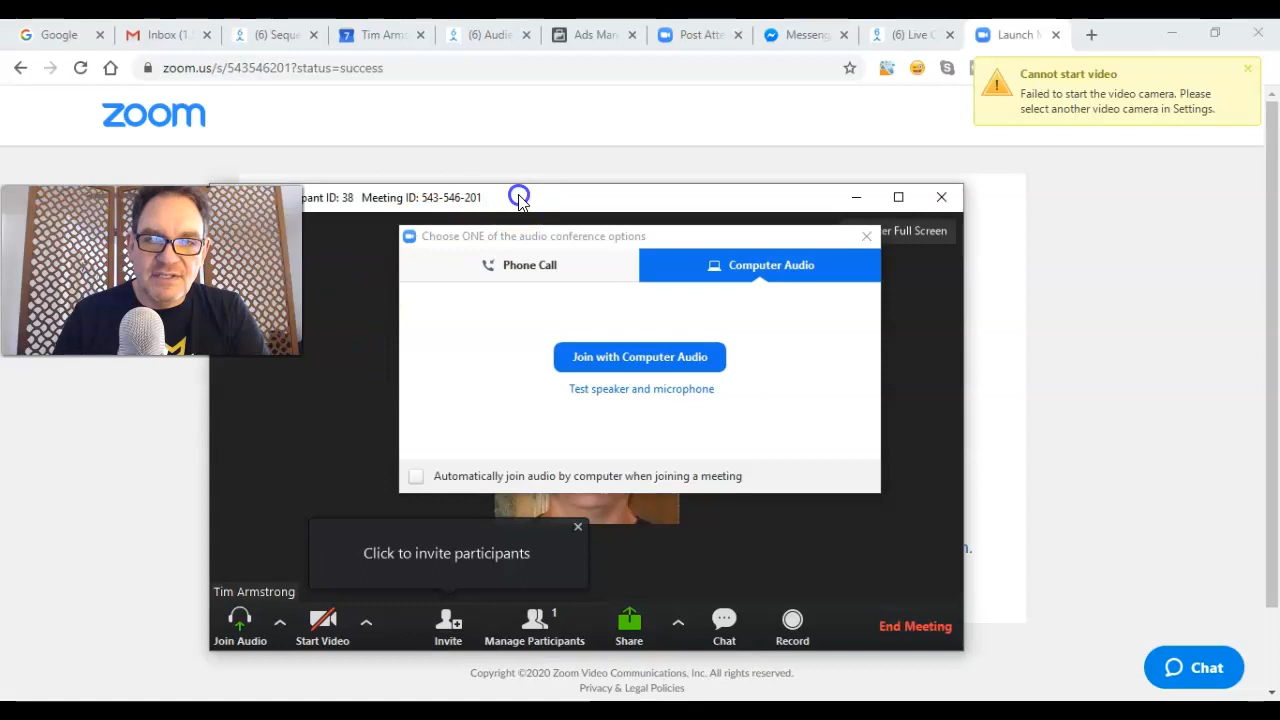 Google
Inbox (1.
(6) Seque
7
Tim Arms
(6) Audie
Ads Man
Post Atte
Messeng
(6) Live C
Launch M
zoom.us/s/543546201?status=success
Cannot start video
Failed to start the video camera. Please
select another video camera in Settings.
zoom
pant ID: 38 Meeting ID: 543-546-201
er Full Screen
Choose ONE of the audio conference options
Phone Call
Computer Audio
Join with Computer Audio
Test speaker and microphone
Automatically join audio by computer when joining a meeting
Click to invite participants
n.
Tim Armstrong
1
Join Audio
Start Video
Invite
Manage Participants
Share
Chat
Record
End Meeting
Copyright ©2020 Zoom Video Communications, Inc. All rights reserved.
Privacy & Legal Policies
Chat